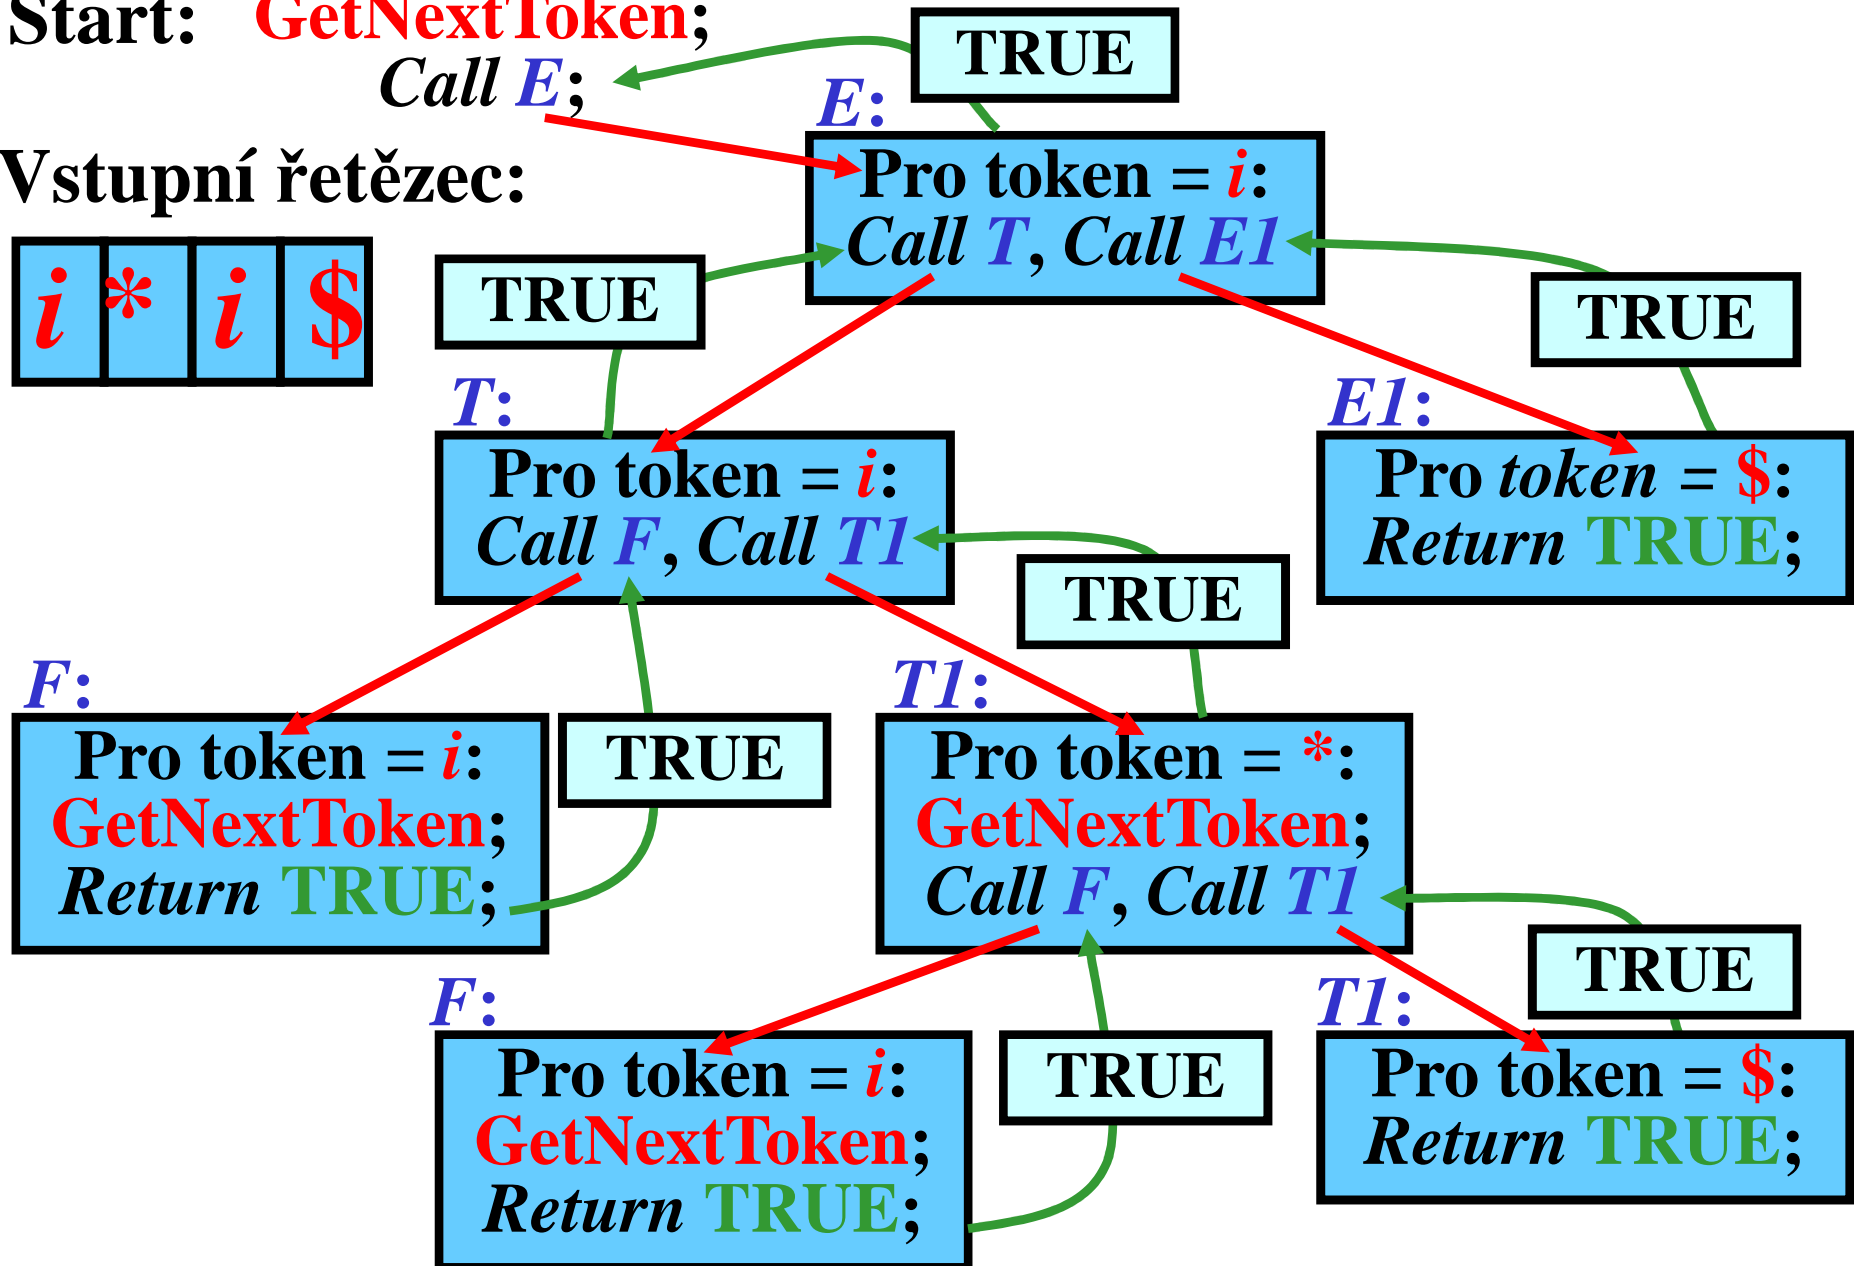 Start: GetNextToken;
Call E;
TRUE
E:
Pro token = i:
Call T, Call E1
Vstupní řetězec:
i * i $
TRUE
TRUE
T:
Pro token = i:
Call F, Call T1
E1:
Pro token = $:
Return TRUE;
TRUE
F:
Pro token = i:
GetNextToken;
Return TRUE;
TRUE
T1:
Pro token = *:
GetNextToken;
Call F, Call T1
TRUE
F:
Pro token = i:
GetNextToken;
Return TRUE;
TRUE
T1:
Pro token = $:
Return TRUE;